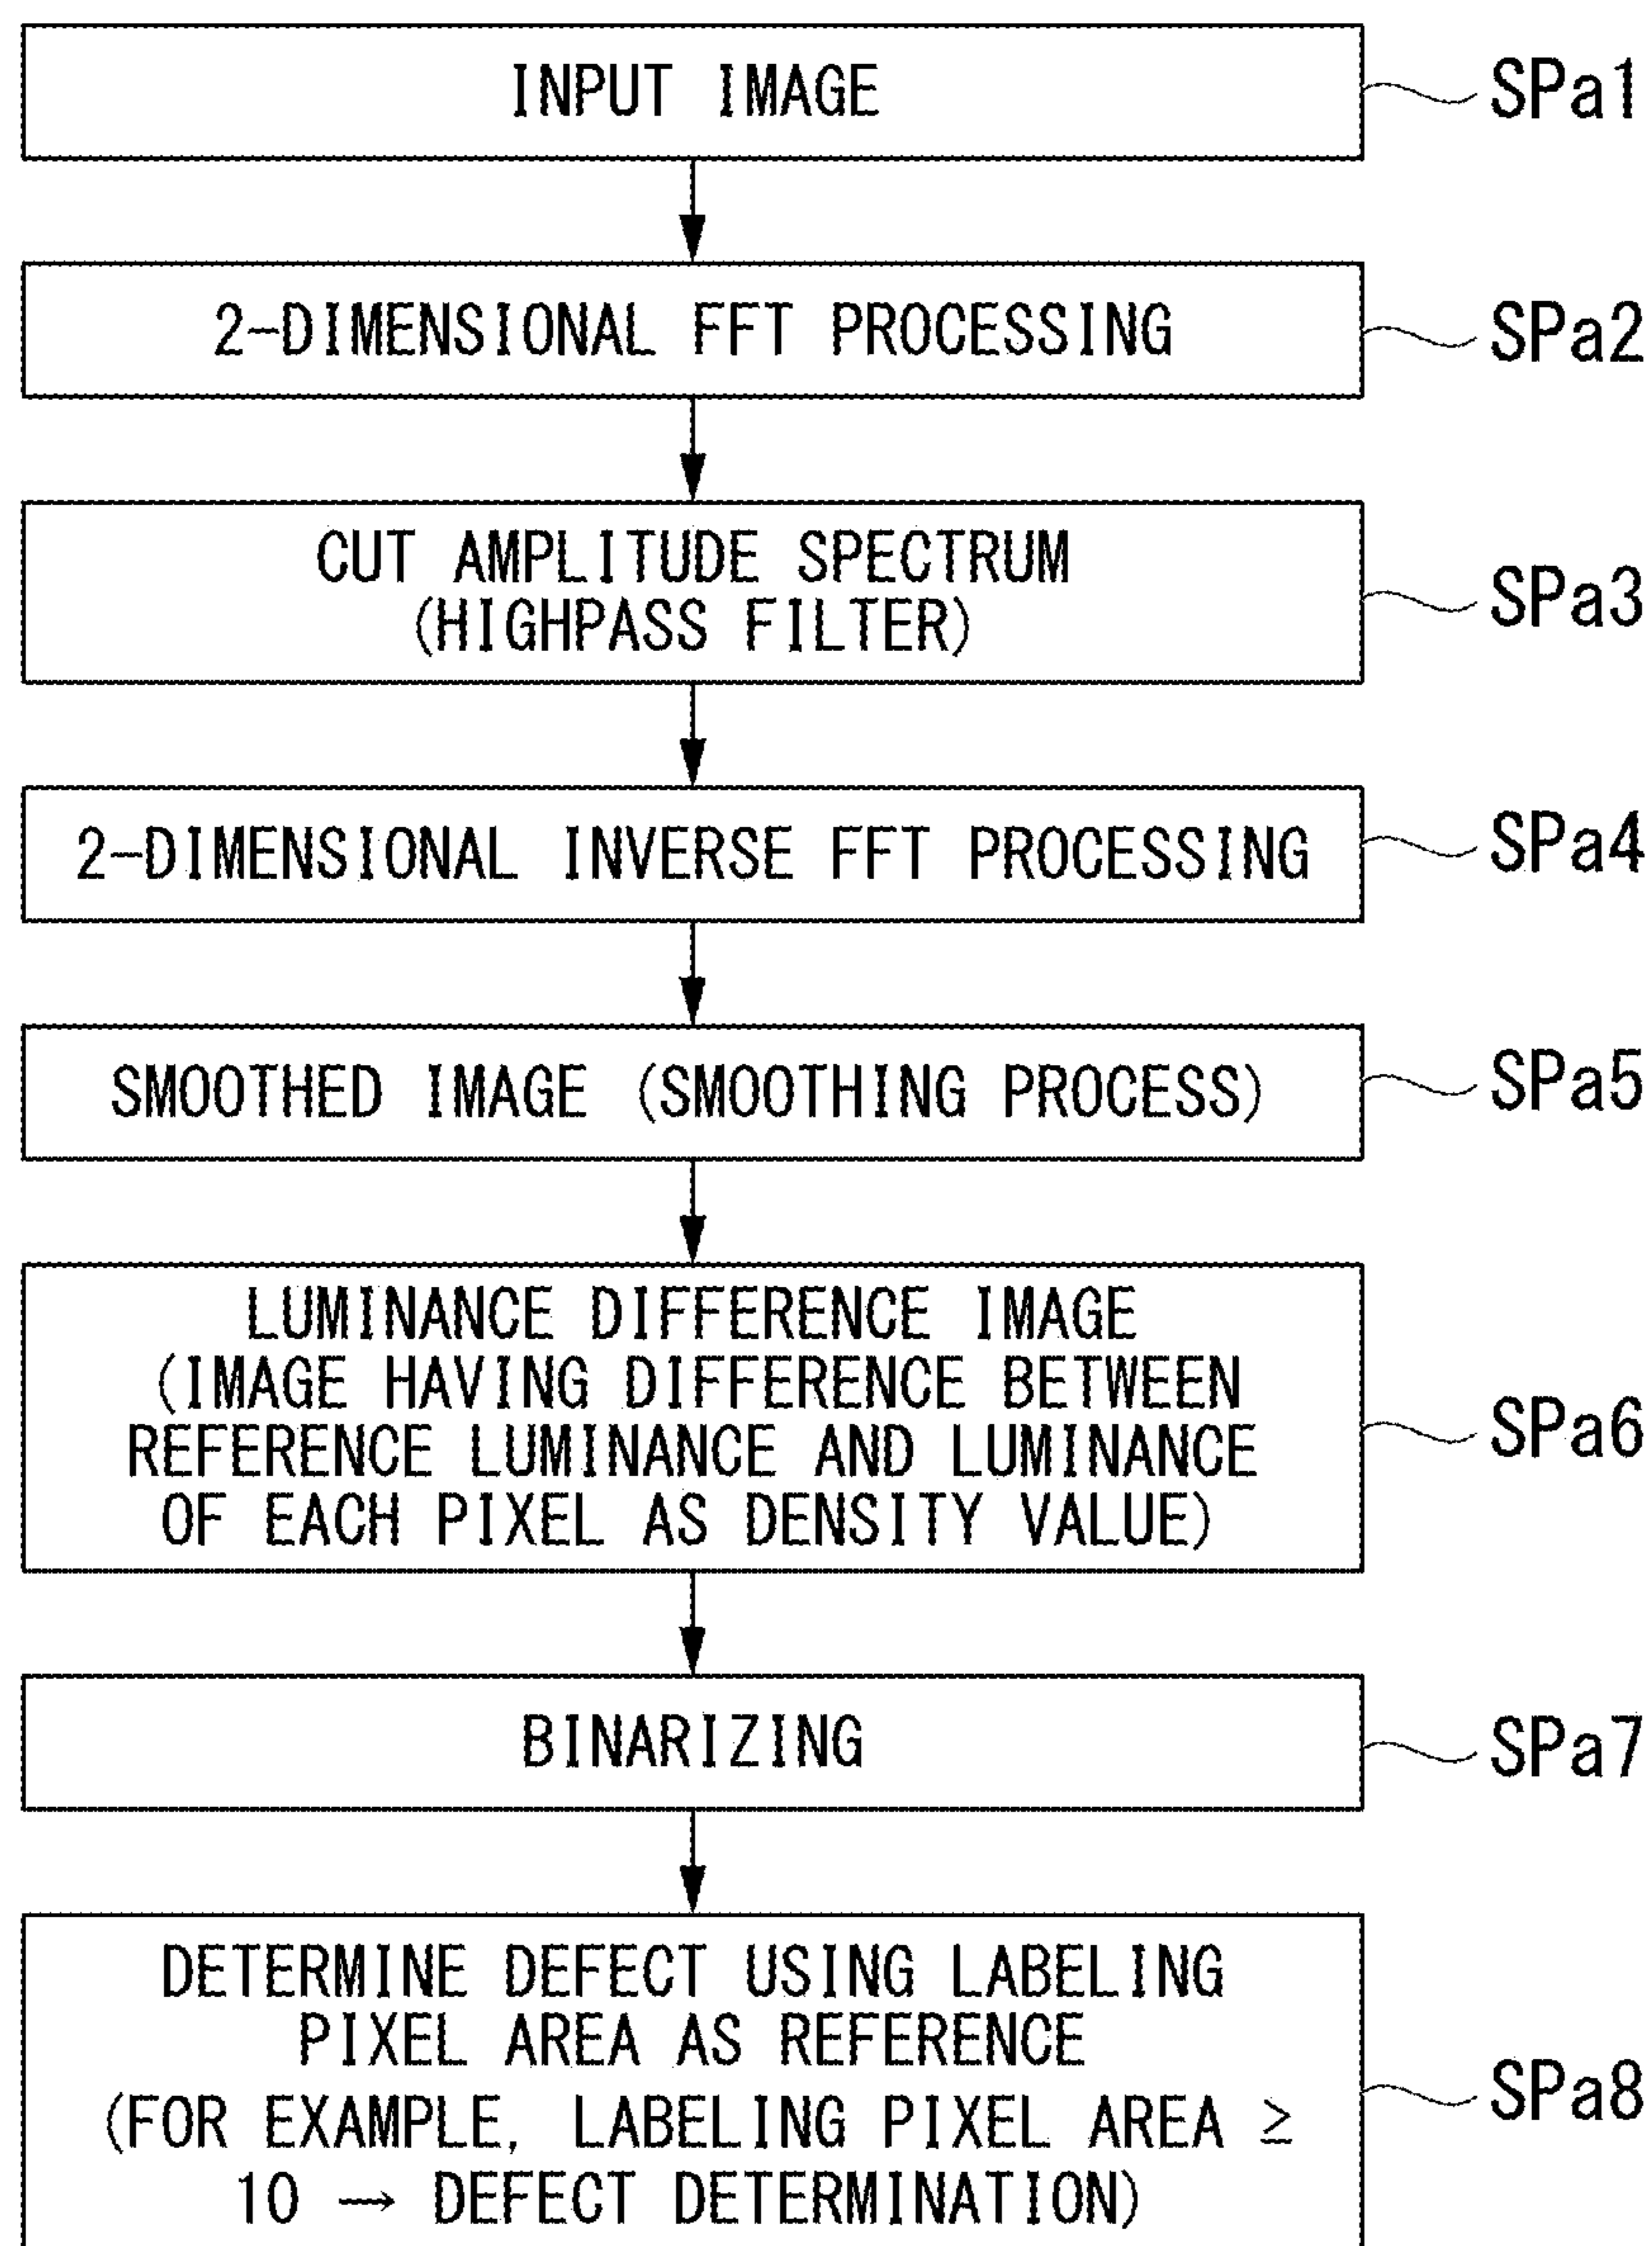 INPUT IMAGE
SPa1
2-DIMENSIONAL FFT PROCESSING
SPa2
CUT AMPLITUDE SPECTRUM
(HIGHPASS FILTER)
SPa3
2-DIMENSIONAL INVERSE FFT PROCESSING
SPa4
SMOOTHED IMAGE (SMOOTHING PROCESS)
SPa5
LUMINANCE DIFFERENCE IMAGE
(IMAGE HAVING DIFFERENCE BETWEEN
REFERENCE LUMINANCE AND LUMINANCE
OF EACH PIXEL AS DENSITY VALUE)
SPa6
BINARIZING
SPa7
DETERMINE DEFECT USING LABELING
PIXEL AREA AS REFERENCE
(FOR EXAMPLE, LABELING PIXEL AREA ≥
10 → DEFECT DETERMINATION)
SPa8